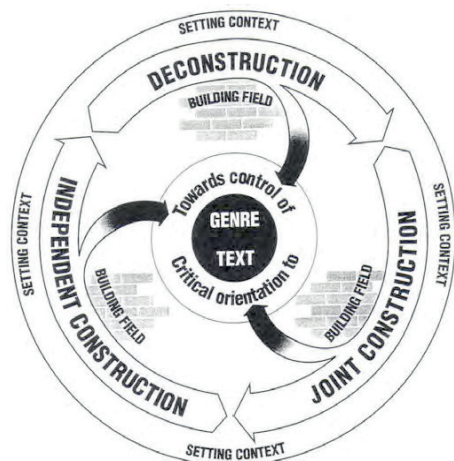 SETTING CONTEXT
DECONSTRUCTION
BUILDING FIELD
Towards control of
GENRE
TEXT
Critical orientation to
SETTING CONTEXT
INDEPENDENT CONSTRUCTION
BUILDING FIELD
SETTING CONTEXT
JOINT CONSTRUCTION
BUILDING FIELD
SETTING CONTEXT